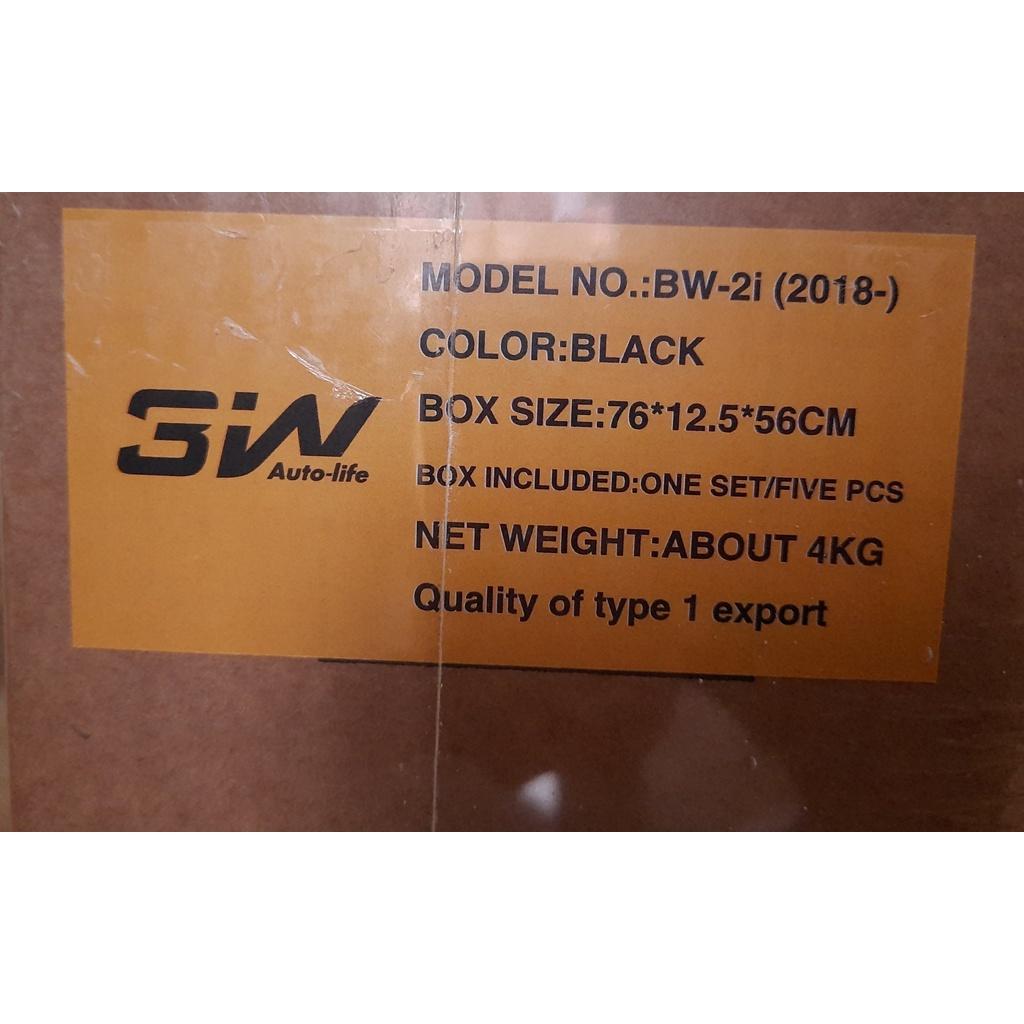 MODEL NO.:BW-2i (2018-)
COLOR:BLACK
BOX SIZE:76*12.5*56CM
3W
Auto-life
BOX INCLUDED:ONE SET/FIVE PCS
NET WEIGHT:ABOUT 4KG
Quality of type 1 export